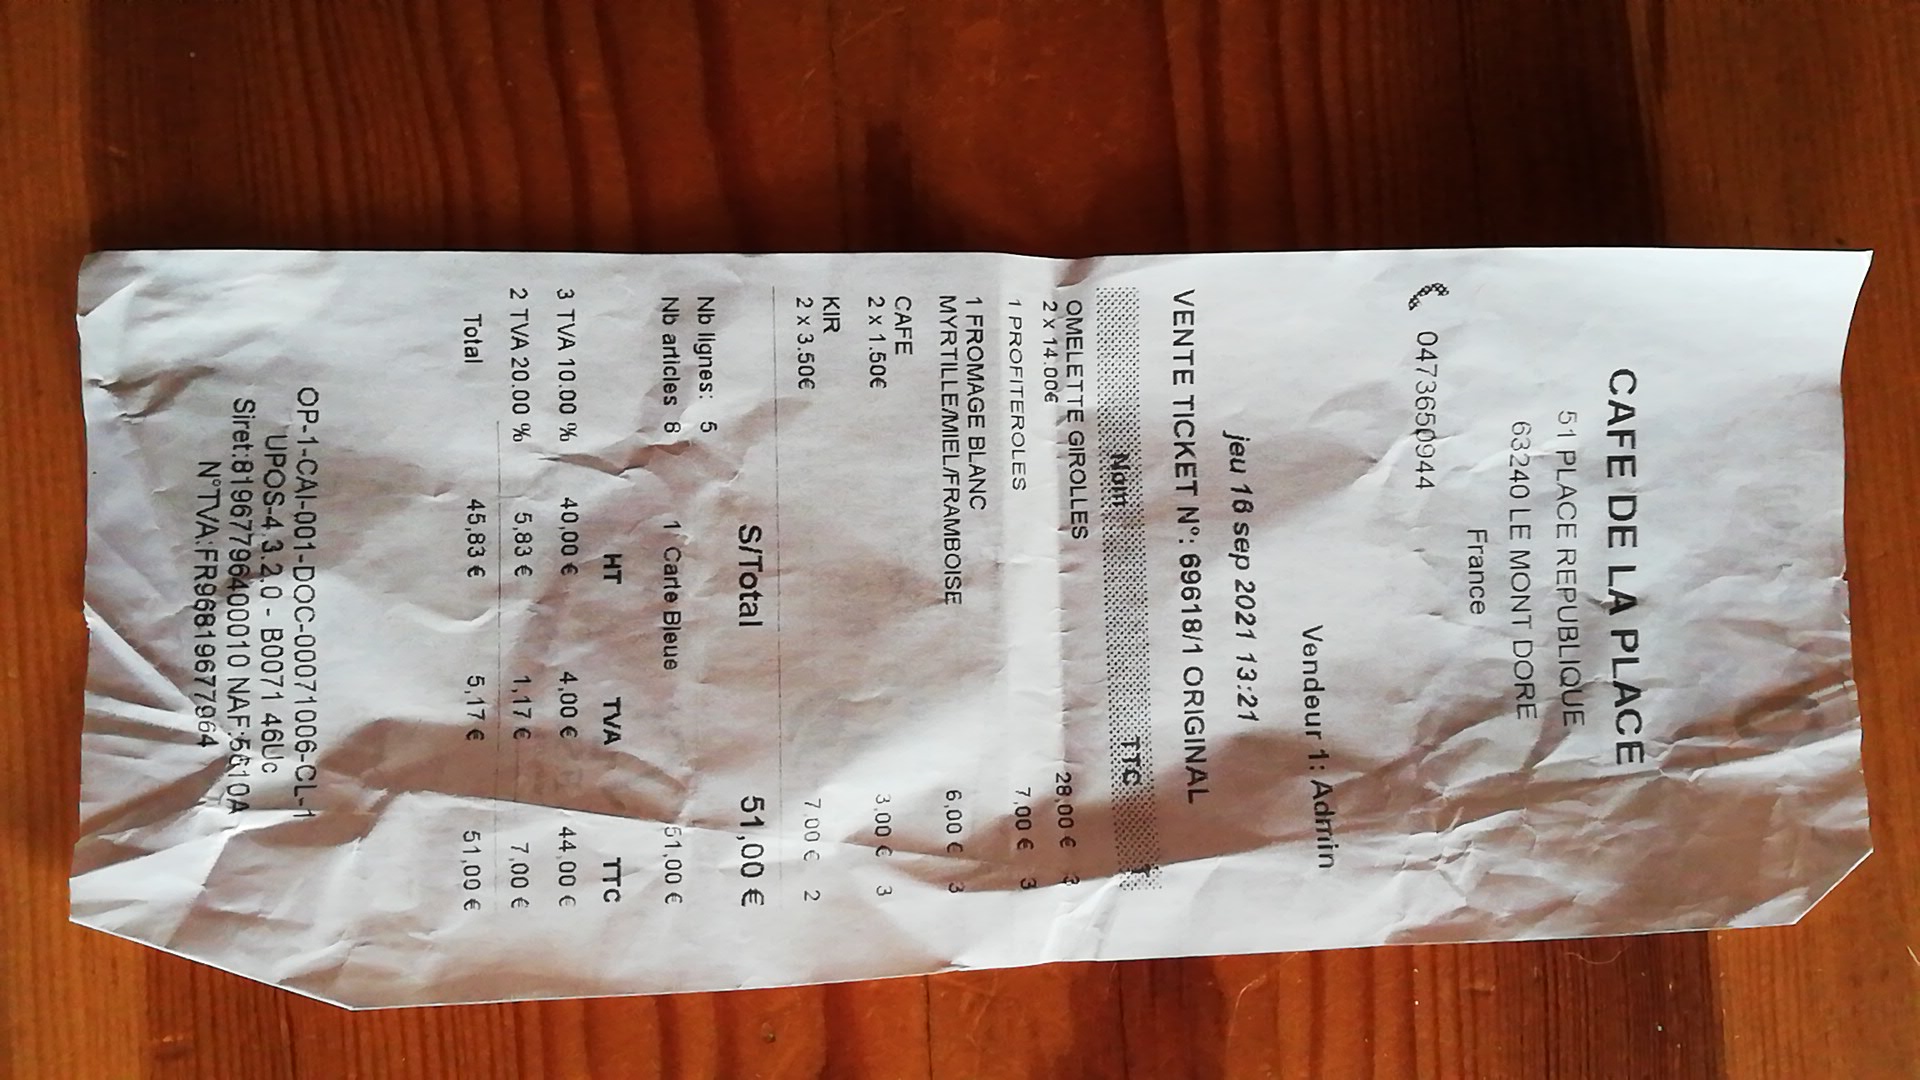 CAFE DE LA PLACE
51 PLACE REPUBLIQUE
63240 LE MONT DORE
France
0473650944
Vendeur 1: Admin
jeu 16 sep 2021 13:21
VENTE TICKET N°: 69618/1 ORIGINAL
Nom TTC T
OMELETTE GIROLLES
2 x 14.00€ 28,00 € 3
1 PROFITEROLES 7,00 € 3
1 FROMAGE BLANC
MYRTILLE/MIEL/FRAMBOISE 6,00 € 3
CAFE
2 x 1.50€ 3,00 € 3
KIR
2 x 3.50€ 7,00 € 2
S/Total 51,00 €
Nb lignes: 5
Nb articles 8 1 Carte Bleue 51,00 €
HT TVA TTC
3 TVA 10.00 % 40,00 € 4,00 € 44,00 €
2 TVA 20.00 % 5,83 € 1,17 € 7,00 €
Total 45,83 € 5,17 € 51,00 €
OP-1-CAI-001-DOC-00071006-CL-1
UPOS-4.3.2.0 - B0071 46Uc
Siret:81967796400010 NAF:5610A
N°TVA:FR96819677964